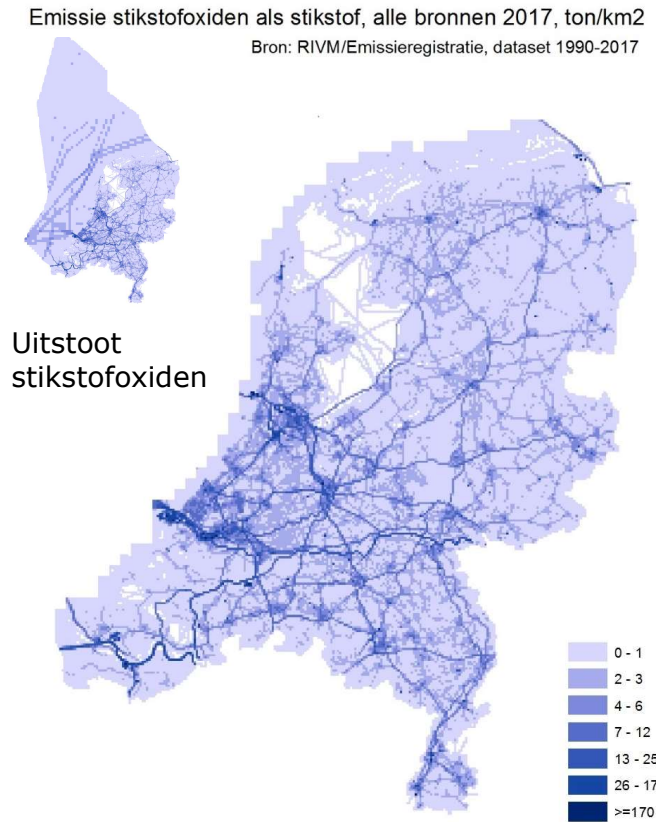 Emissie stikstofoxiden als stikstof, alle bronnen 2017, ton/km2
Bron: RIVM/Emissieregistratie, dataset 1990-2017
Uitstoot
stikstofoxiden
0 - 1
2 - 3
4 - 6
7 - 12
13 - 25
26 - 17
>=170